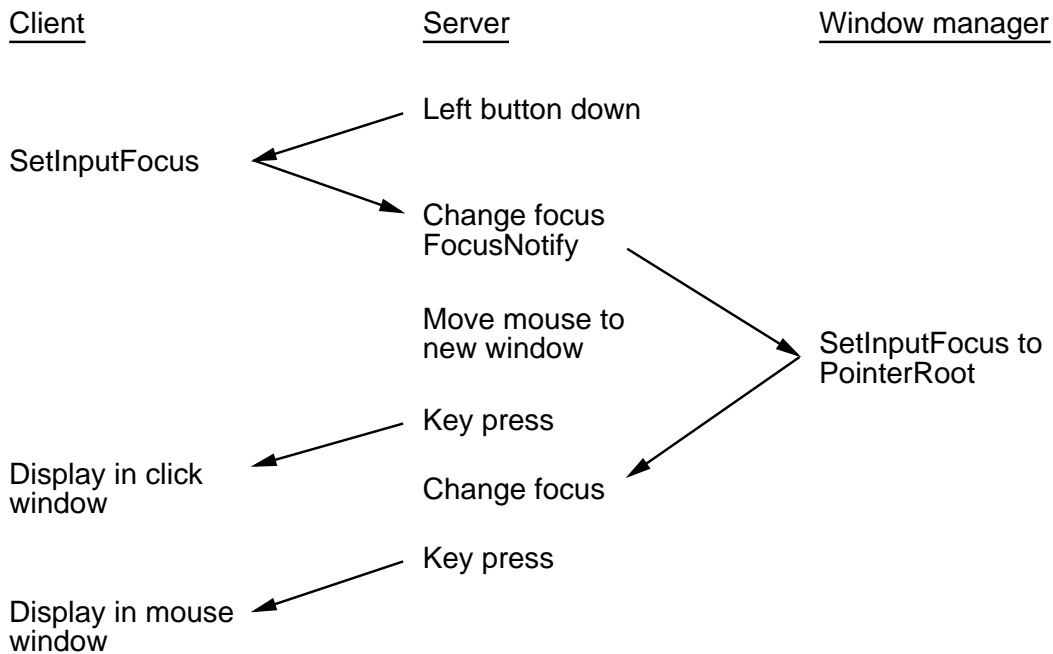 Client
Server
Window manager
Left button down
SetInputFocus
Change focus
FocusNotify
Move mouse to
new window
SetInputFocus to
PointerRoot
Key press
Display in click
window
Change focus
Key press
Display in mouse
window